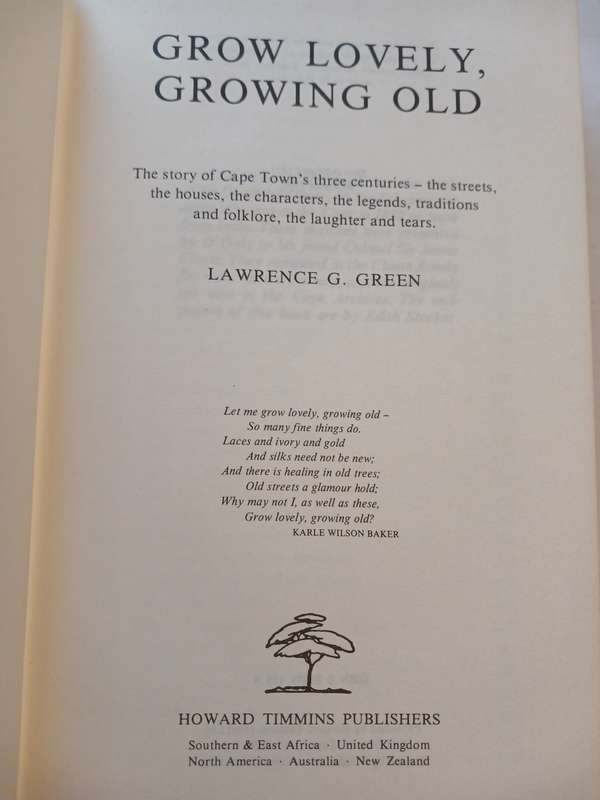 GROW LOVELY,
GROWING OLD
The story of Cape Town's three centuries – the streets,
the houses, the characters, the legends, traditions
and folklore, the laughter and tears.
LAWRENCE G. GREEN
Let me grow lovely, growing old –
So many fine things do.
Laces and ivory and gold
And silks need not be new;
And there is healing in old trees;
Old streets a glamour hold;
Why may not I, as well as these,
Grow lovely, growing old?
KARLE WILSON BAKER
HOWARD TIMMINS PUBLISHERS
Southern & East Africa · United Kingdom
North America · Australia · New Zealand